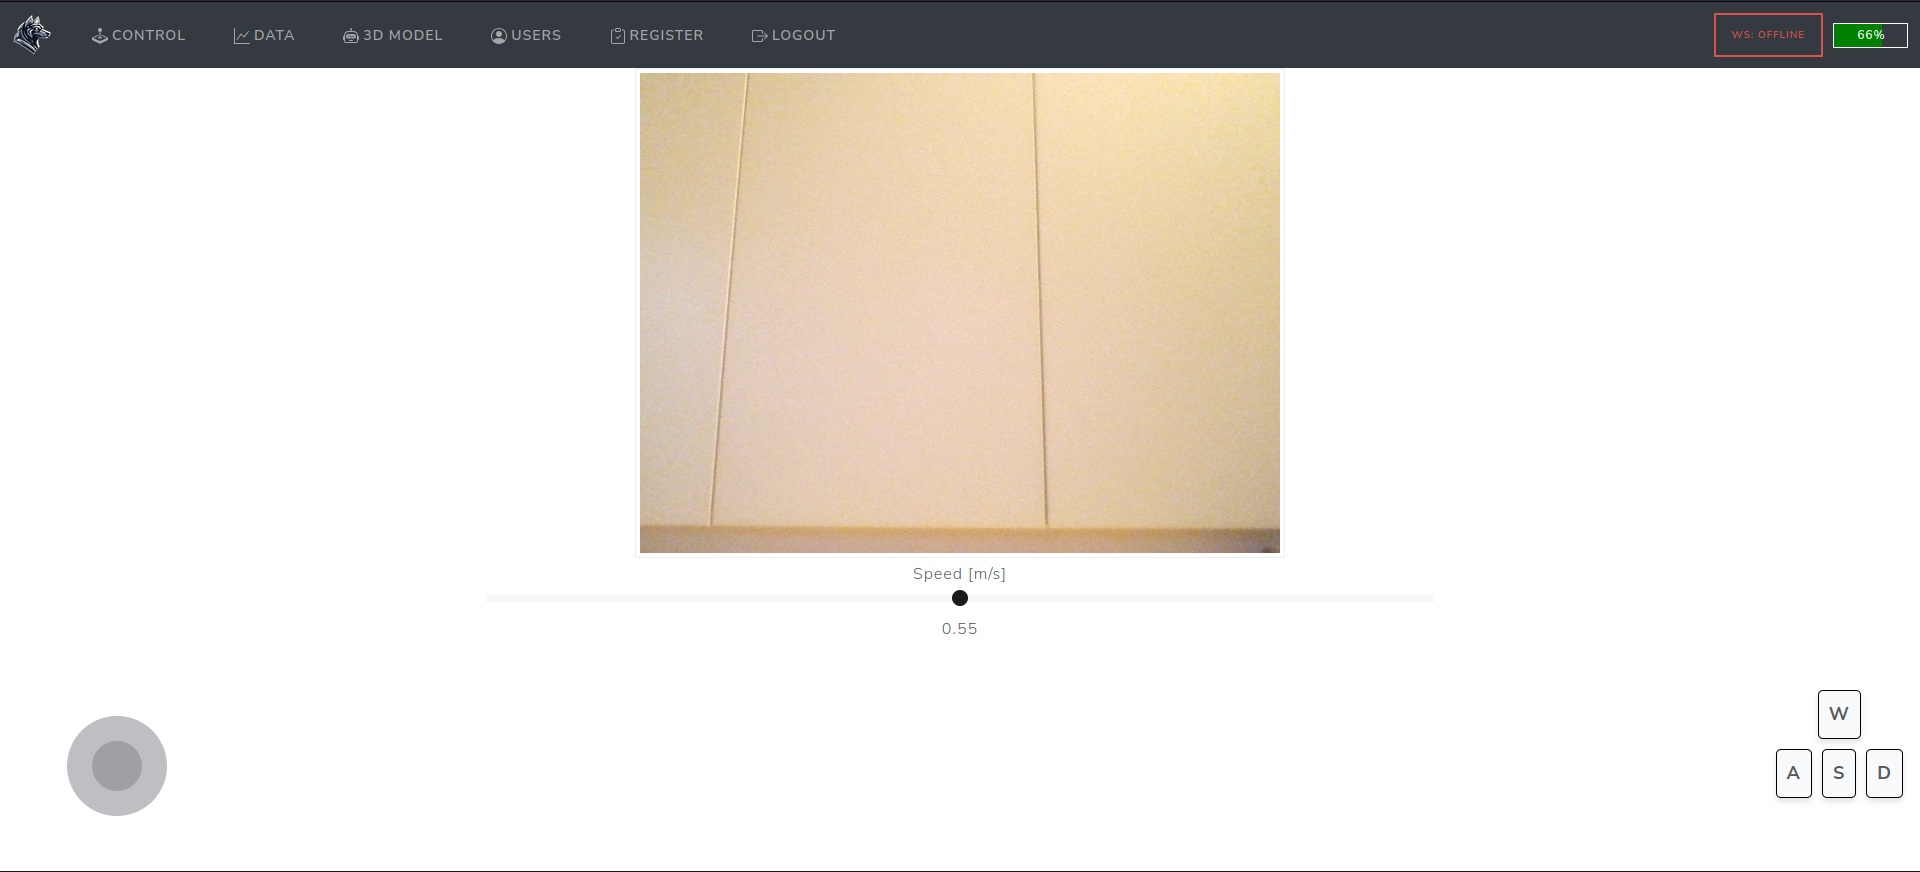 CONTROL DATA 3D MODEL USERS REGISTER LOGOUT WS: OFFLINE 66%
Speed [m/s]
0.55
W
A S D